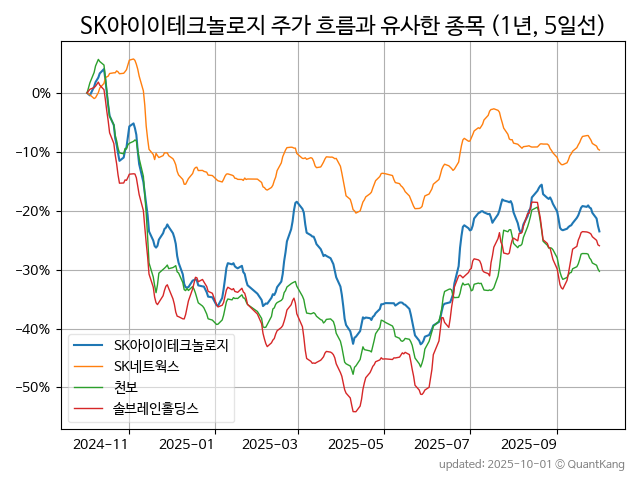 SK아이이테크놀로지 주가 흐름과 유사한 종목 (1년, 5일선)
0%
−10%
−20%
−30%
−40%
−50%
SK아이이테크놀로지
SK네트웍스
천보
솔브레인홀딩스
2024-11
2025-01
2025-03
2025-05
2025-07
2025-09
updated: 2025-10-01 © QuantKang